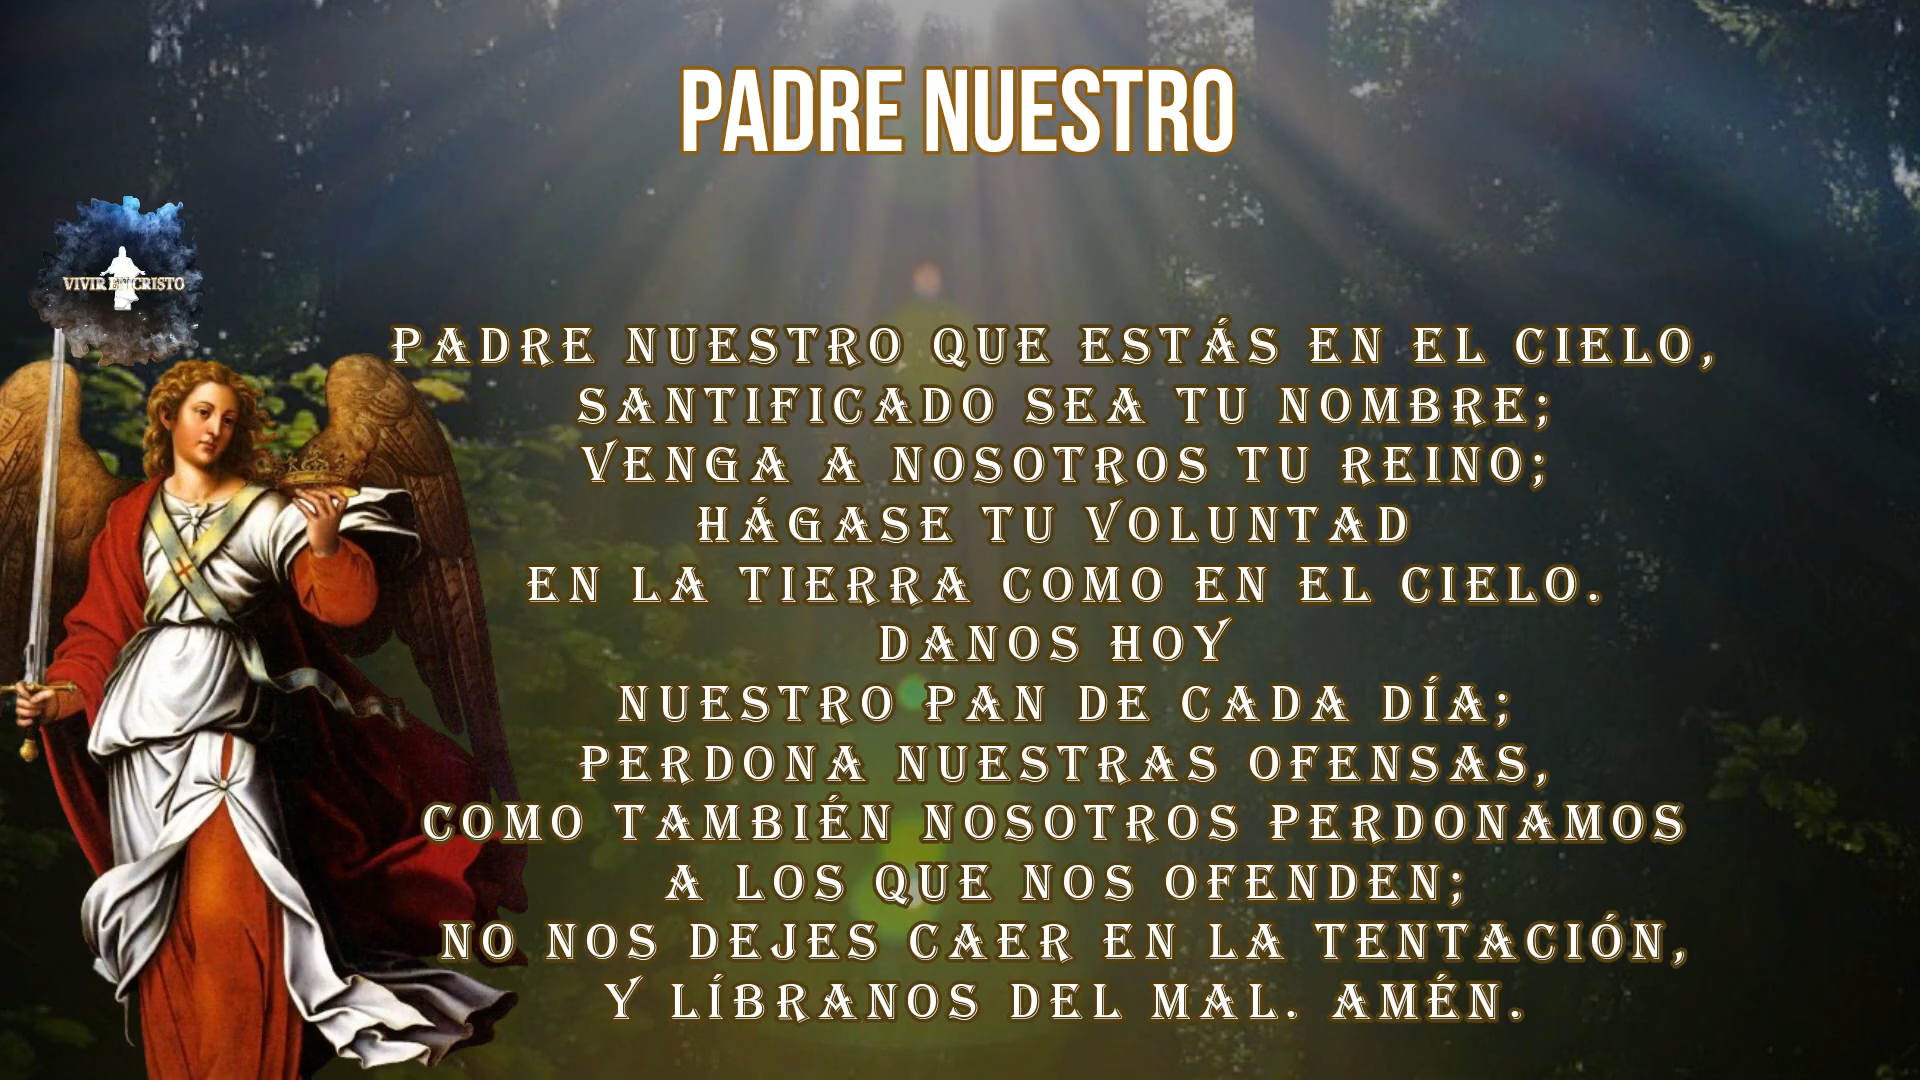 PADRE NUESTRO
VIVIR EN CRISTO
PADRE NUESTRO QUE ESTÁS EN EL CIELO,
SANTIFICADO SEA TU NOMBRE;
VENGA A NOSOTROS TU REINO;
HÁGASE TU VOLUNTAD
EN LA TIERRA COMO EN EL CIELO.
DANOS HOY
NUESTRO PAN DE CADA DÍA;
PERDONA NUESTRAS OFENSAS,
COMO TAMBIÉN NOSOTROS PERDONAMOS
A LOS QUE NOS OFENDEN;
NO NOS DEJES CAER EN LA TENTACIÓN,
Y LÍBRANOS DEL MAL. AMÉN.